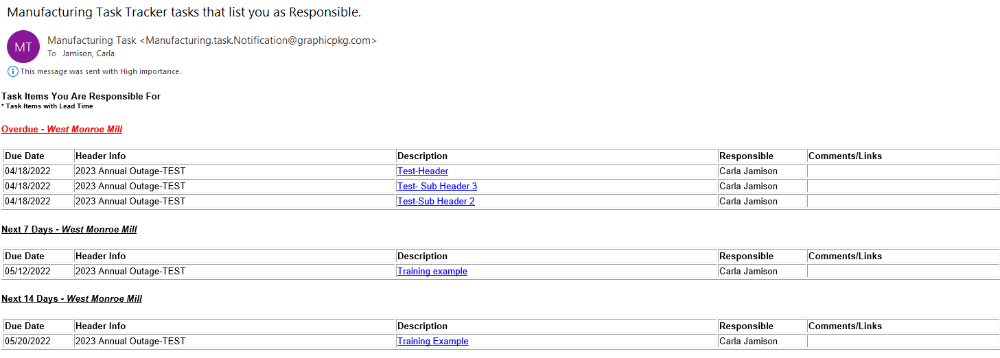 Manufacturing Task Tracker tasks that list you as Responsible.
MT
Manufacturing Task <Manufacturing.task.Notification@graphicpkg.com>
To Jamison, Carla
This message was sent with High importance.
Task Items You Are Responsible For
* Task Items with Lead Time
Overdue - West Monroe Mill
Due Date Header Info Description Responsible Comments/Links
04/18/2022 2023 Annual Outage-TEST Test-Header Carla Jamison
04/18/2022 2023 Annual Outage-TEST Test- Sub Header 3 Carla Jamison
04/18/2022 2023 Annual Outage-TEST Test-Sub Header 2 Carla Jamison
Next 7 Days - West Monroe Mill
Due Date Header Info Description Responsible Comments/Links
05/12/2022 2023 Annual Outage-TEST Training example Carla Jamison
Next 14 Days - West Monroe Mill
Due Date Header Info Description Responsible Comments/Links
05/20/2022 2023 Annual Outage-TEST Training Example Carla Jamison